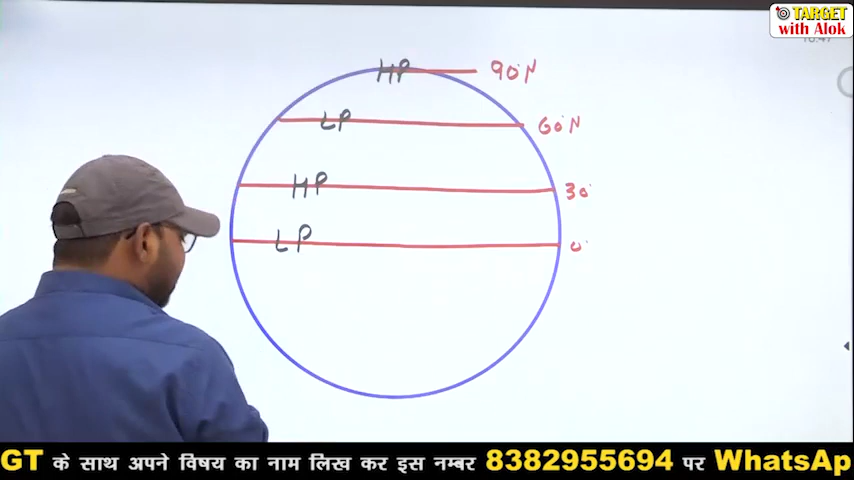 TARGET
with Alok
HP 90°N
LP 60°N
HP 30°
LP 0°
GT के साथ अपने विषय का नाम लिख कर इस नम्बर 8382955694 पर WhatsAp